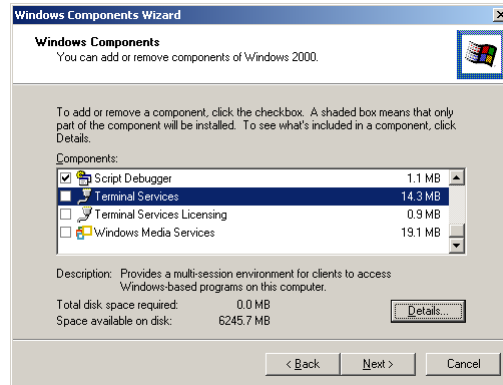 Windows Components Wizard
Windows Components
You can add or remove components of Windows 2000.
To add or remove a component, click the checkbox. A shaded box means that only
part of the component will be installed. To see what's included in a component, click
Details.
Components:
Script Debugger 1.1 MB
Terminal Services 14.3 MB
Terminal Services Licensing 0.9 MB
Windows Media Services 19.1 MB
Description: Provides a multi-session environment for clients to access
Windows-based programs on this computer.
Total disk space required: 0.0 MB
Space available on disk: 6245.7 MB
Details...
< Back Next > Cancel